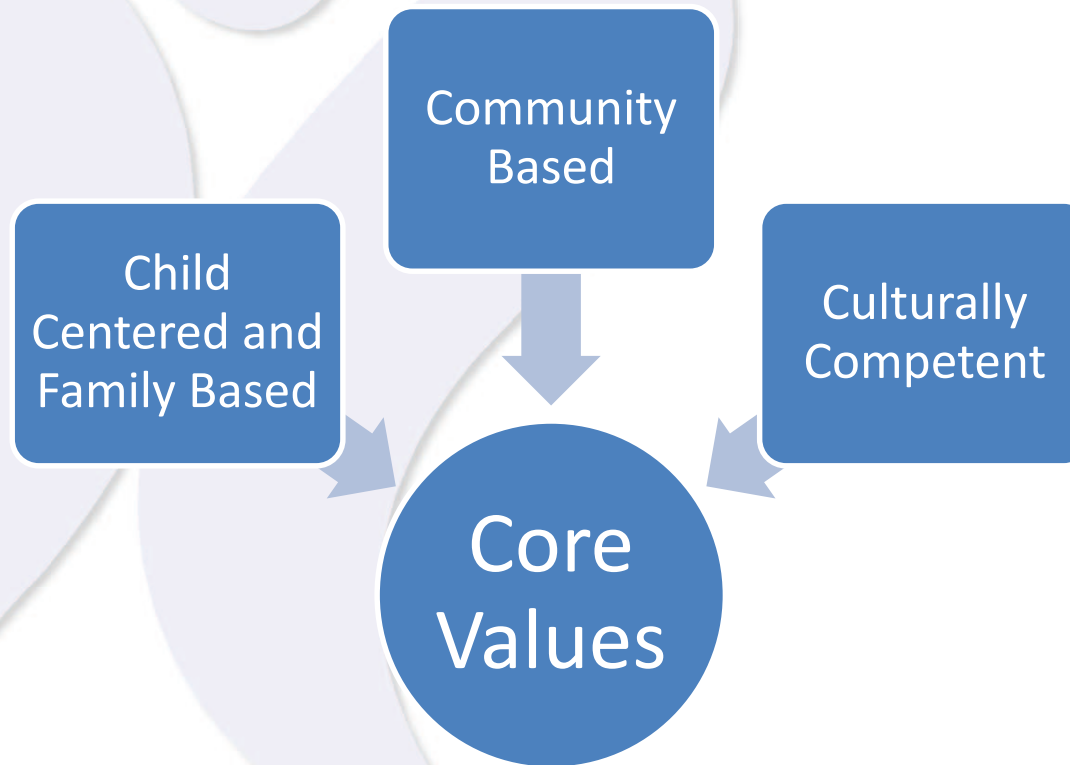 Community
Based
Child
Centered and
Family Based
Culturally
Competent
Core
Values